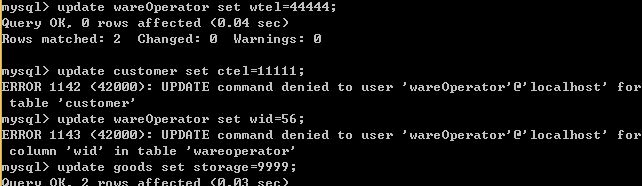 mysql> update wareOperator set wtel=44444;
Query OK, 0 rows affected (0.04 sec)
Rows matched: 2  Changed: 0  Warnings: 0
mysql> update customer set ctel=11111;
ERROR 1142 (42000): UPDATE command denied to user 'wareOperator'@'localhost' for
 table 'customer'
mysql> update wareOperator set wid=56;
ERROR 1143 (42000): UPDATE command denied to user 'wareOperator'@'localhost' for
column 'wid' in table 'wareoperator'
mysql> update goods set storage=9999;
Query OK, 2 rows affected (0.03 sec)